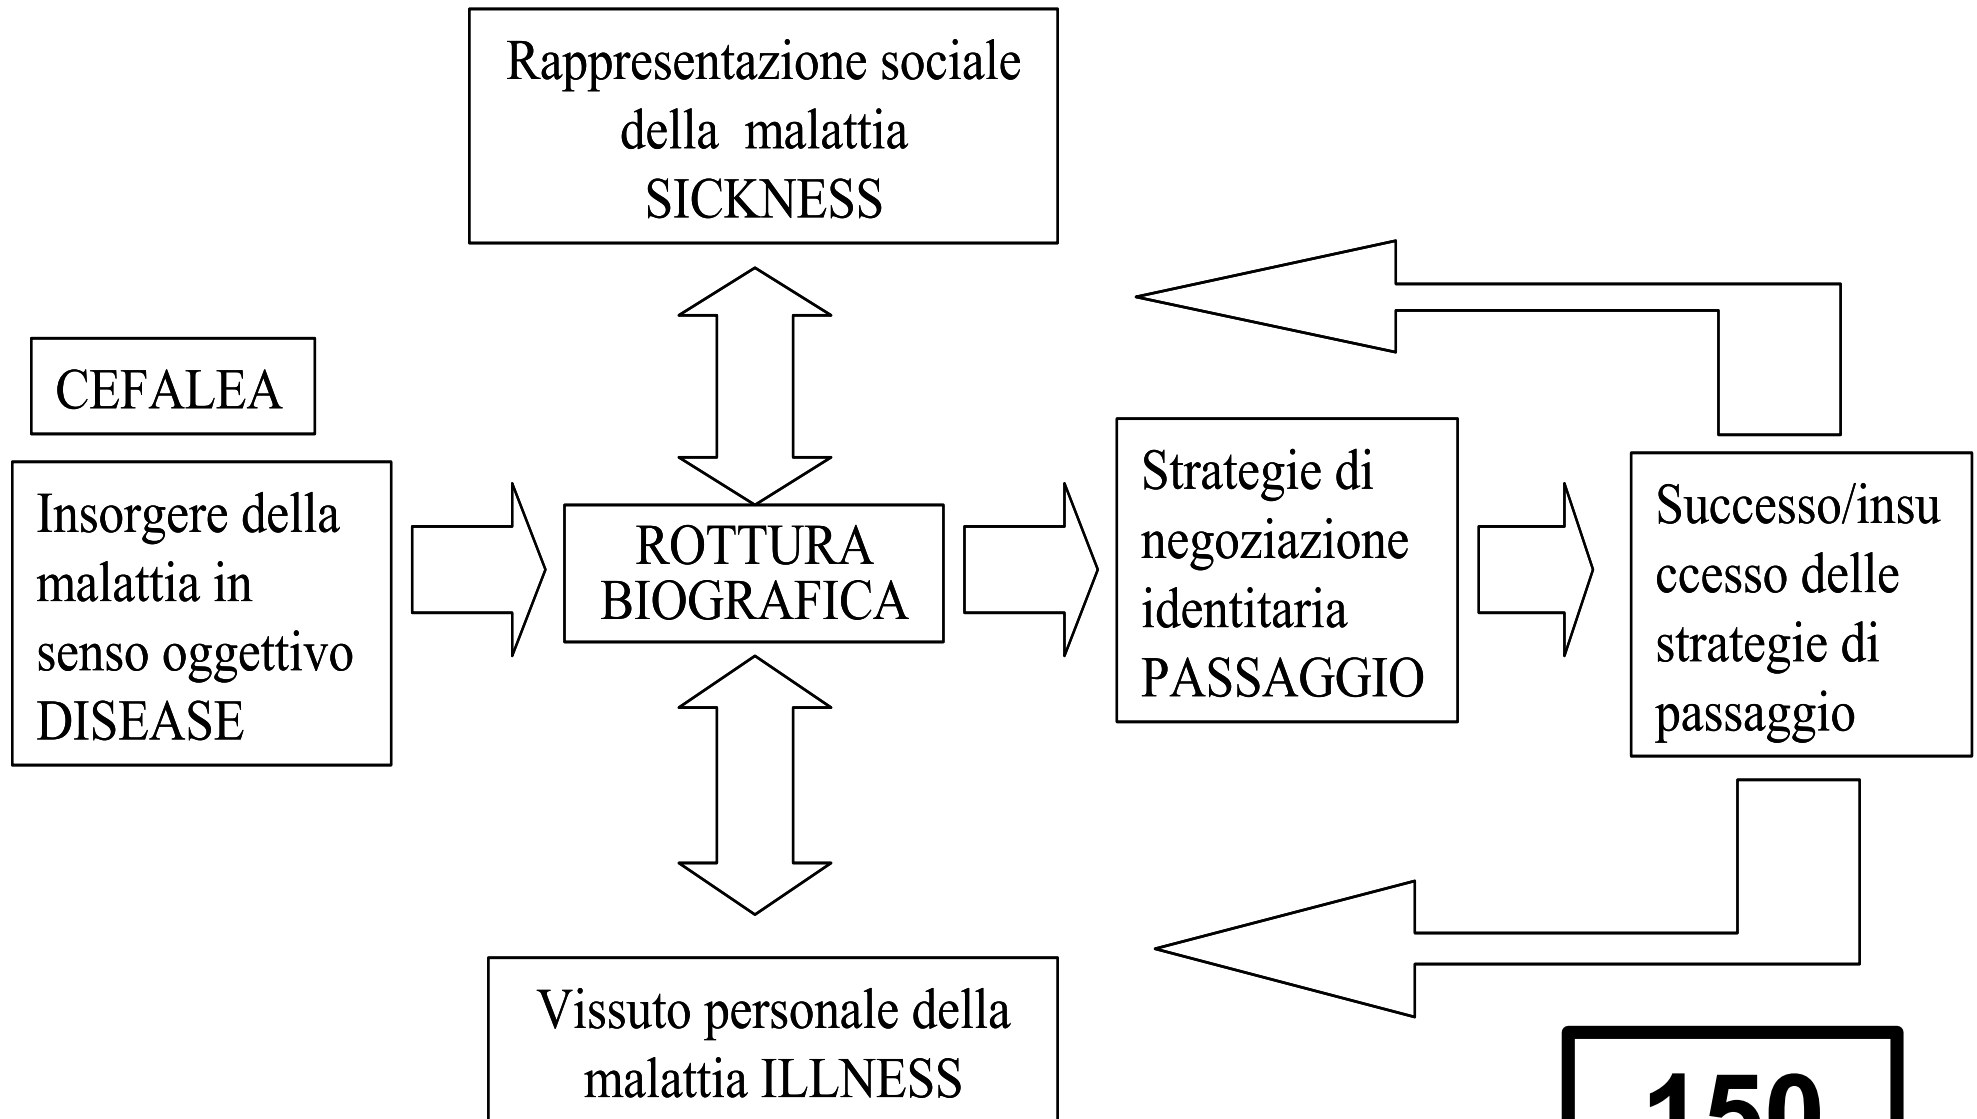 Rappresentazione sociale
della malattia
SICKNESS
CEFALEA
Insorgere della
malattia in
senso oggettivo
DISEASE
ROTTURA
BIOGRAFICA
Strategie di
negoziazione
identitaria
PASSAGGIO
Successo/insu
ccesso delle
strategie di
passaggio
Vissuto personale della
malattia ILLNESS
150